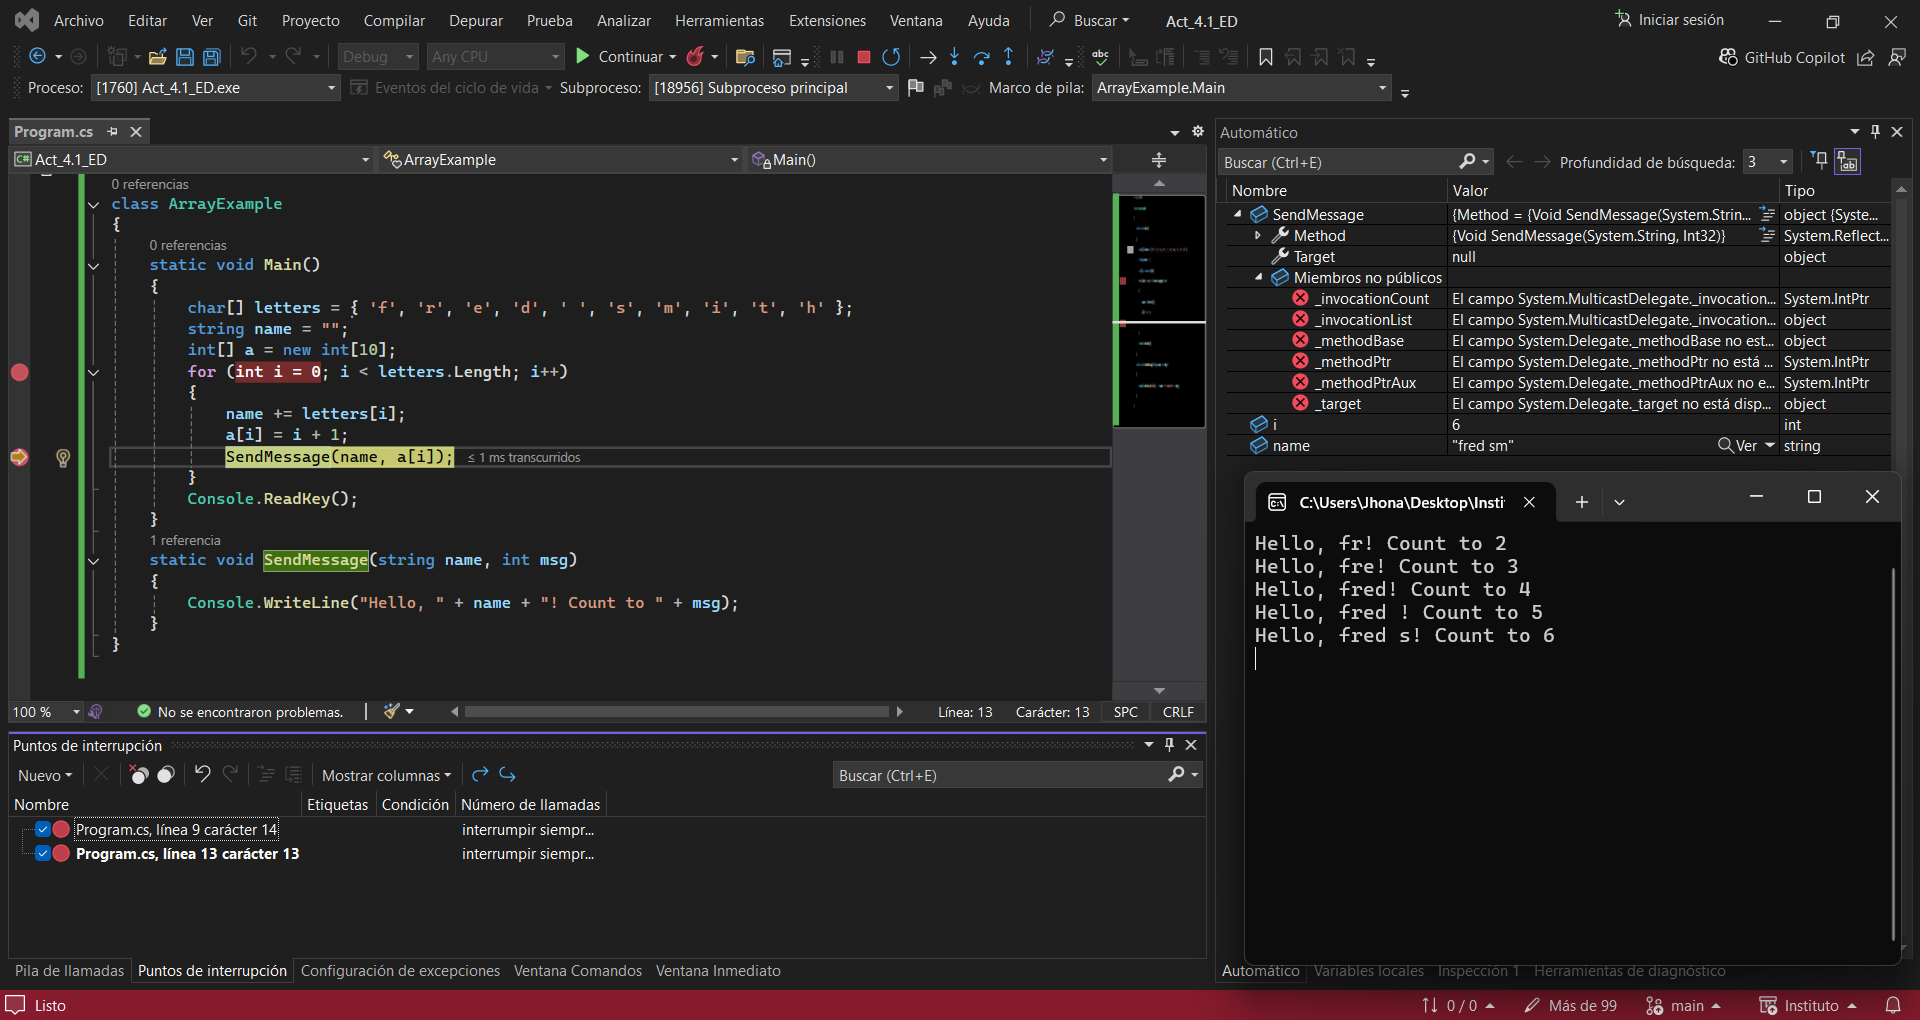 Archivo Editar Ver Git Proyecto Compilar Depurar Prueba Analizar Herramientas Extensiones Ventana Ayuda Buscar Act_4.1_ED Iniciar sesión
Debug Any CPU Continuar abc GitHub Copilot
Proceso: [1760] Act_4.1_ED.exe Eventos del ciclo de vida Subproceso: [18956] Subproceso principal Marco de pila: ArrayExample.Main
Program.cs
C# Act_4.1_ED ArrayExample Main()
0 referencias
class ArrayExample
{
0 referencias
static void Main()
{
char[] letters = { 'f', 'r', 'e', 'd', ' ', 's', 'm', 'i', 't', 'h' };
string name = "";
int[] a = new int[10];
for (int i = 0; i < letters.Length; i++)
{
name += letters[i];
a[i] = i + 1;
SendMessage(name, a[i]); ≤ 1 ms transcurridos
}
Console.ReadKey();
}
1 referencia
static void SendMessage(string name, int msg)
{
Console.WriteLine("Hello, " + name + "! Count to " + msg);
}
}
100 % No se encontraron problemas. Línea: 13 Carácter: 13 SPC CRLF
Puntos de interrupción
Nuevo Mostrar columnas Buscar (Ctrl+E)
Nombre Etiquetas Condición Número de llamadas
Program.cs, línea 9 carácter 14 interrumpir siempr...
Program.cs, línea 13 carácter 13 interrumpir siempr...
Pila de llamadas Puntos de interrupción Configuración de excepciones Ventana Comandos Ventana Inmediato
Automático
Buscar (Ctrl+E) Profundidad de búsqueda: 3 ab
Nombre Valor Tipo
SendMessage {Method = {Void SendMessage(System.Strin... object {Syste...
Method {Void SendMessage(System.String, Int32)} System.Reflect...
Target null object
Miembros no públicos
_invocationCount El campo System.MulticastDelegate._invocation... System.IntPtr
_invocationList El campo System.MulticastDelegate._invocation... object
_methodBase El campo System.Delegate._methodBase no est... object
_methodPtr El campo System.Delegate._methodPtr no está ... System.IntPtr
_methodPtrAux El campo System.Delegate._methodPtrAux no e... System.IntPtr
_target El campo System.Delegate._target no está disp... object
i 6 int
name "fred sm" Ver string
C:\Users\Jhona\Desktop\Insti
Hello, fr! Count to 2
Hello, fre! Count to 3
Hello, fred! Count to 4
Hello, fred ! Count to 5
Hello, fred s! Count to 6
Automático Variables locales Inspección 1 Herramientas de diagnóstico
Listo 0 / 0 Más de 99 main Instituto